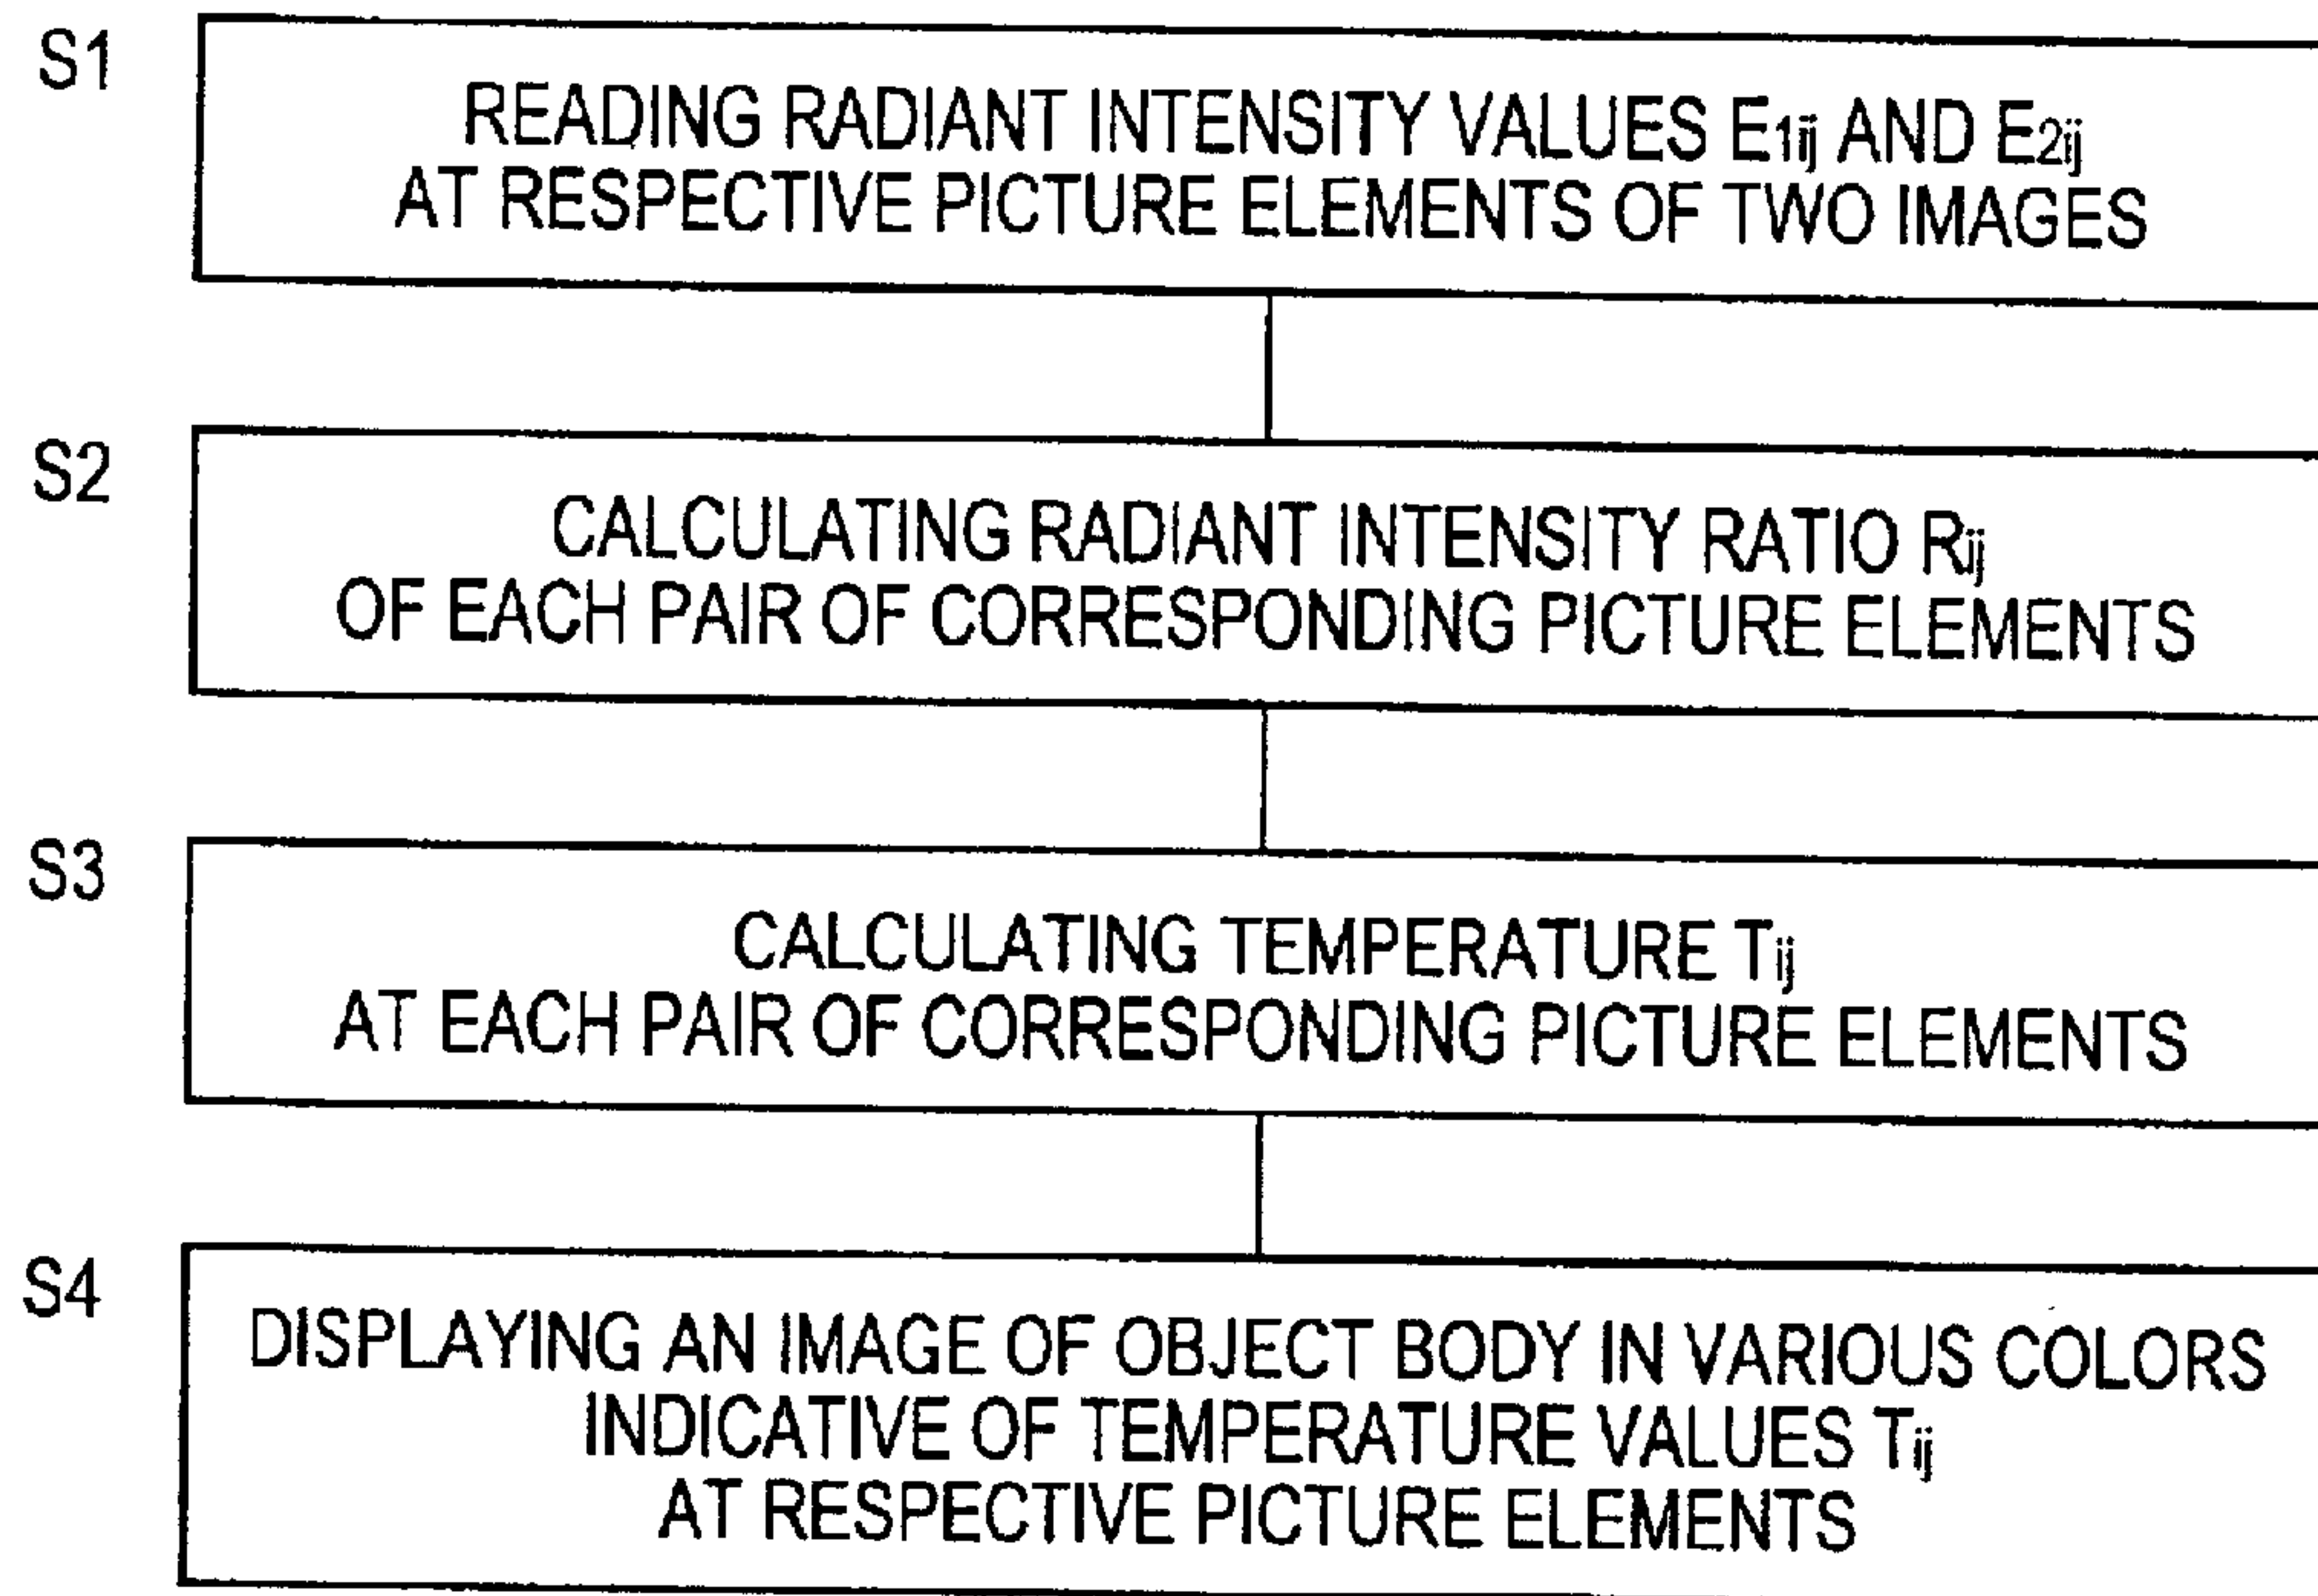 S1
READING RADIANT INTENSITY VALUES E1ij AND E2ij
AT RESPECTIVE PICTURE ELEMENTS OF TWO IMAGES
S2
CALCULATING RADIANT INTENSITY RATIO Rij
OF EACH PAIR OF CORRESPONDING PICTURE ELEMENTS
S3
CALCULATING TEMPERATURE Tij
AT EACH PAIR OF CORRESPONDING PICTURE ELEMENTS
S4
DISPLAYING AN IMAGE OF OBJECT BODY IN VARIOUS COLORS
INDICATIVE OF TEMPERATURE VALUES Tij
AT RESPECTIVE PICTURE ELEMENTS